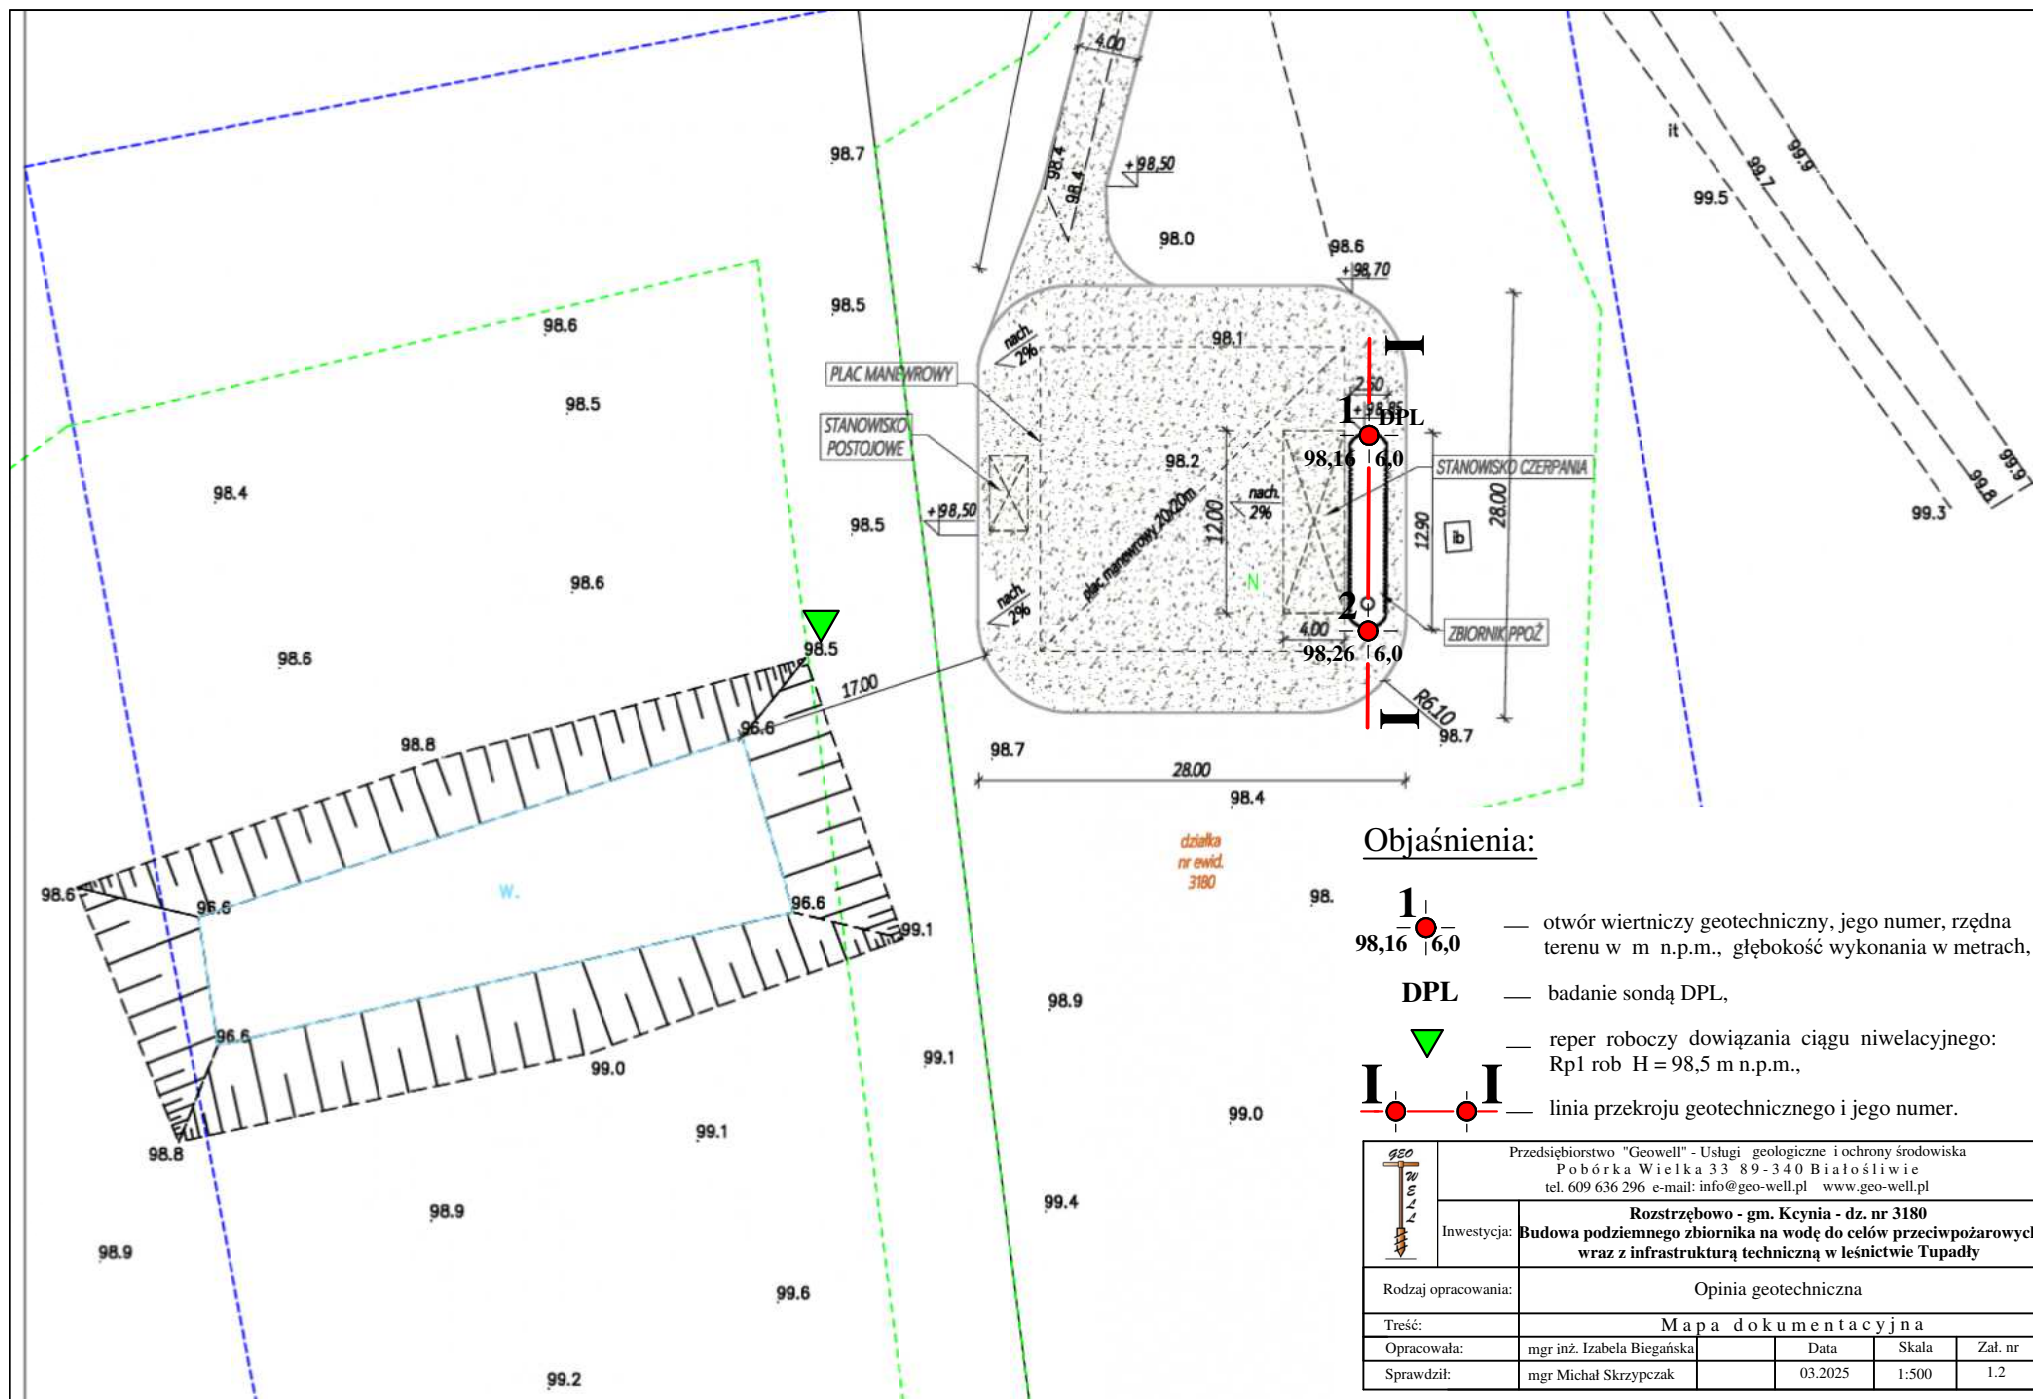 4.00
98.7
98.4
98.4
+98,50
98.0
98.6
+98,70
it
99.5
99.7
99.9
98.5
98.6
98.5
nach.
2%
98.1
PLAC MANEWROWY
STANOWISKO
POSTOJOWE
2.50
+98,85
1
DPL
98,16
6,0
STANOWISKO CZERPANIA
98.2
98.4
plac manewrowy 20x20m
12.00
nach.
2%
12.90
ib
28.00
99.9
99.8
99.3
+98,50
98.5
98.6
N
nach.
2%
2
4.00
98,26
6,0
ZBIORNIK PPOŻ
98.5
98.6
17.00
R6,10
98.7
I
I
96.6
98.8
98.7
28.00
98.4
działka
nr ewid.
3180
98.6
96.6
w.
96.6
99.1
98.
98.9
96.6
99.0
99.1
98.8
99.1
99.0
98.9
99.4
98.9
99.6
99.2
Objaśnienia:
1
98,16
6,0
— otwór wiertniczy geotechniczny, jego numer, rzędna
terenu w m n.p.m., głębokość wykonania w metrach,
DPL — badanie sondą DPL,
— reper roboczy dowiązania ciągu niwelacyjnego:
Rp1 rob H = 98,5 m n.p.m.,
I I — linia przekroju geotechnicznego i jego numer.
GEO
WELL
Przedsiębiorstwo "Geowell" - Usługi geologiczne i ochrony środowiska
Pobórka Wielka 33 89-340 Białośliwie
tel. 609 636 296 e-mail: info@geo-well.pl www.geo-well.pl
Inwestycja:
Rozstrzębowo - gm. Kcynia - dz. nr 3180
Budowa podziemnego zbiornika na wodę do celów przeciwpożarowych
wraz z infrastrukturą techniczną w leśnictwie Tupadły
Rodzaj opracowania: Opinia geotechniczna
Treść: Mapa dokumentacyjna
Opracowała: mgr inż. Izabela Biegańska Data Skala Zał. nr
Sprawdził: mgr Michał Skrzypczak 03.2025 1:500 1.2